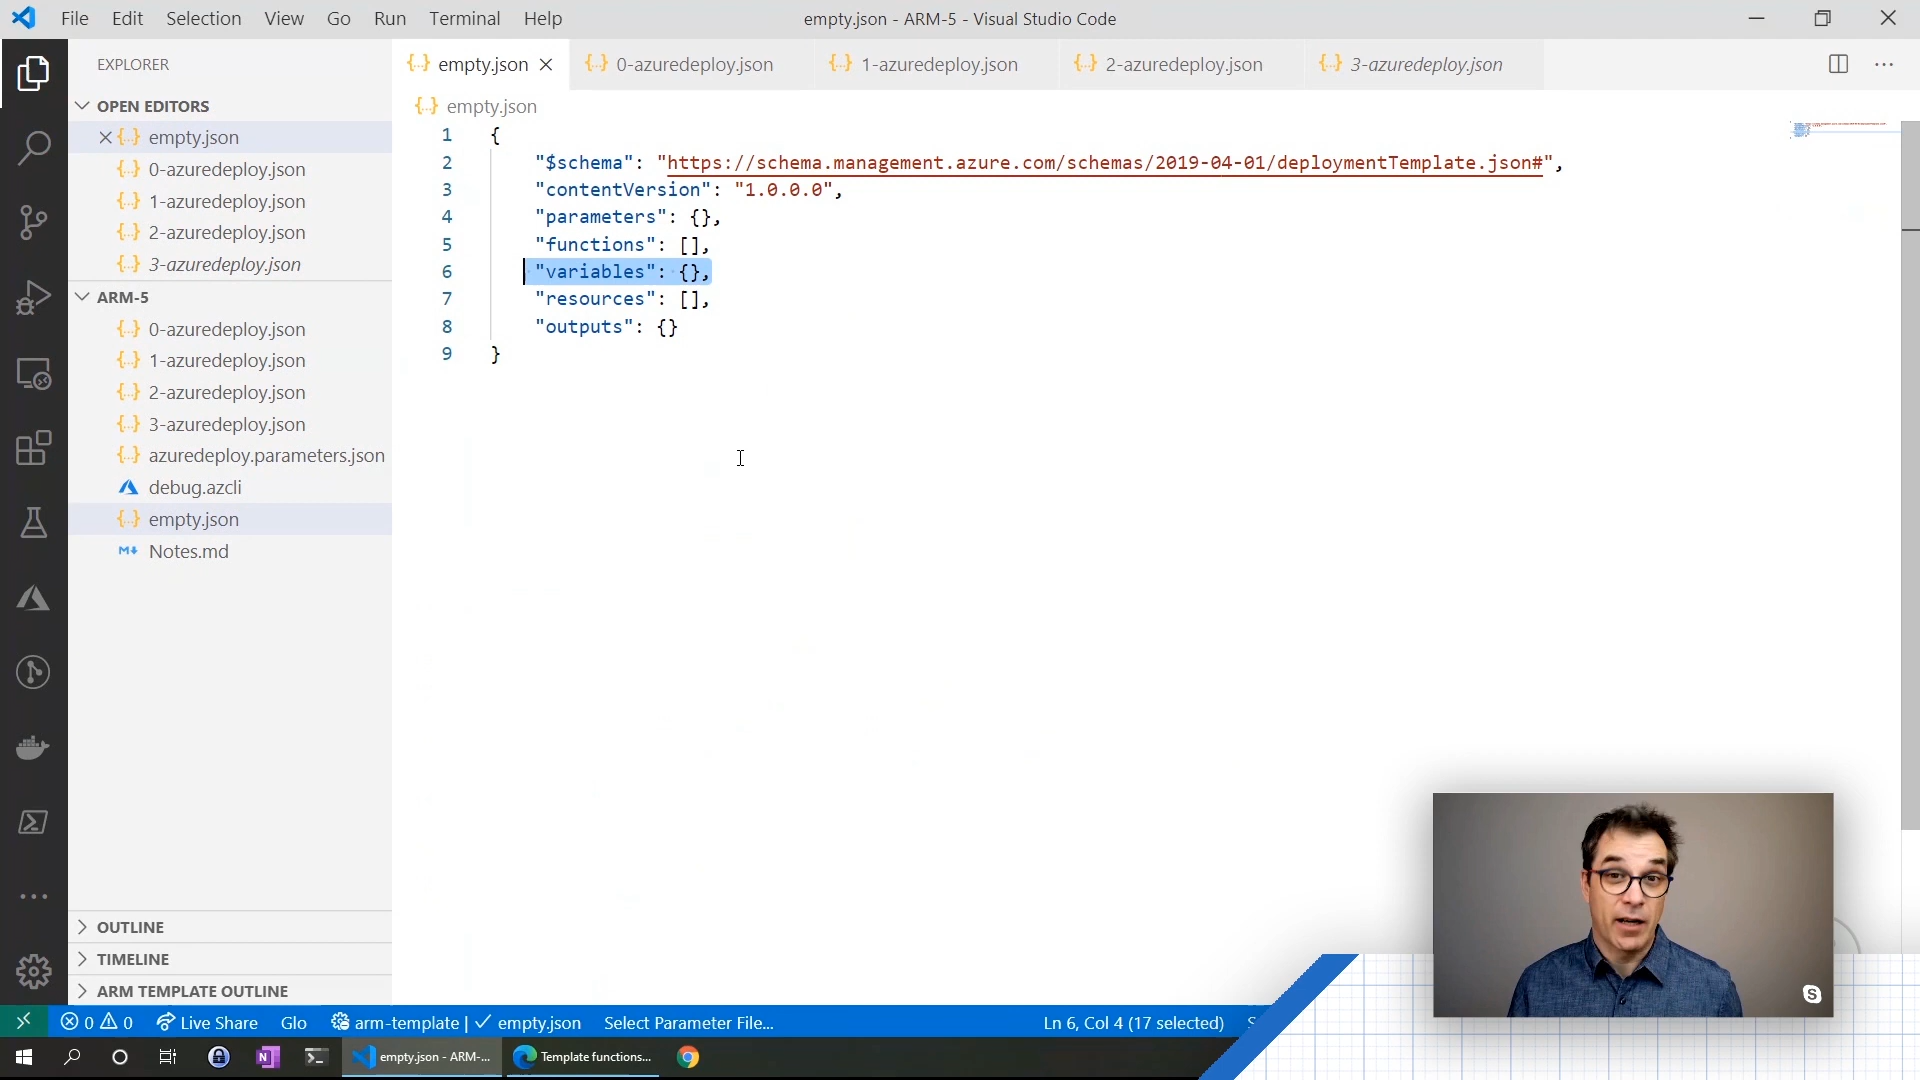 File Edit Selection View Go Run Terminal Help
empty.json - ARM-5 - Visual Studio Code
EXPLORER
OPEN EDITORS
empty.json
0-azuredeploy.json
1-azuredeploy.json
2-azuredeploy.json
3-azuredeploy.json
ARM-5
0-azuredeploy.json
1-azuredeploy.json
2-azuredeploy.json
3-azuredeploy.json
azuredeploy.parameters.json
debug.azcli
empty.json
Notes.md
OUTLINE
TIMELINE
ARM TEMPLATE OUTLINE
empty.json 0-azuredeploy.json 1-azuredeploy.json 2-azuredeploy.json 3-azuredeploy.json
empty.json
1 {
2 "$schema": "https://schema.management.azure.com/schemas/2019-04-01/deploymentTemplate.json#",
3 "contentVersion": "1.0.0.0",
4 "parameters": {},
5 "functions": [],
6 "variables": {},
7 "resources": [],
8 "outputs": {}
9 }
0 0 Live Share Glo arm-template | ✓ empty.json Select Parameter File... Ln 6, Col 4 (17 selected)
empty.json - ARM-... Template functions...